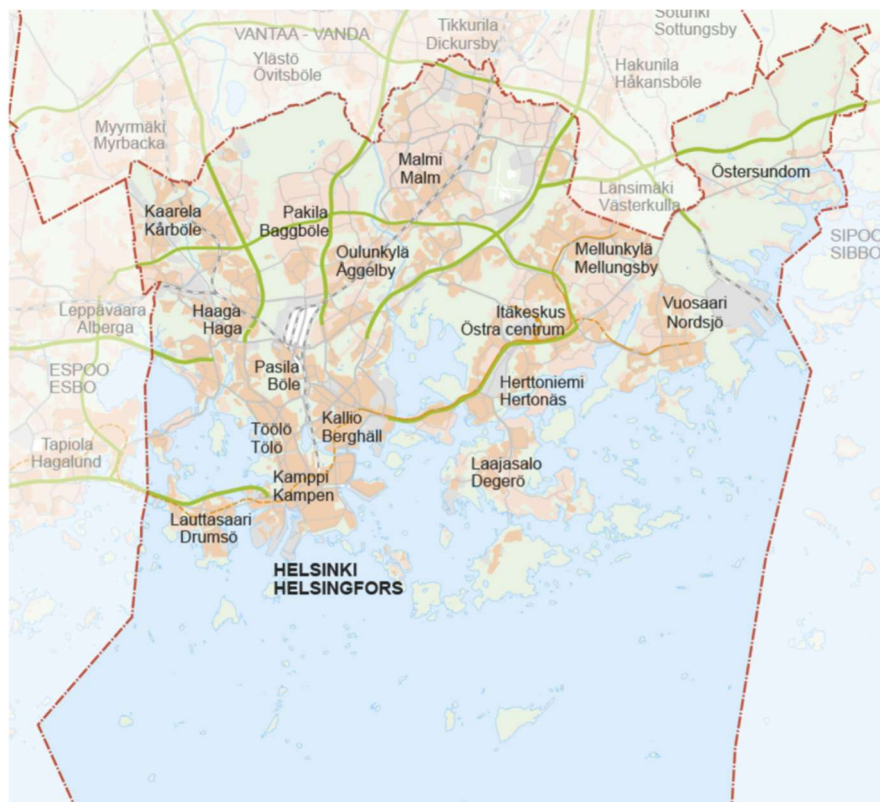 Sotunki
Sottungsby
Tikkurila
Dickursby
VANTAA - VANDA
Ylästö
Övitsböle
Hakunila
Håkansböle
Myyrmäki
Myrbacka
Malmi
Malm
Östersundom
Länsimäki
Västerkulla
Kaarela
Kårböle
Pakila
Baggböle
SIPOO
SIBBO
Oulunkylä
Åggelby
Mellunkylä
Mellungsby
Leppävaara
Alberga
Haaga
Haga
Itäkeskus
Östra centrum
Vuosaari
Nordsjö
ESPOO
ESBO
Pasila
Böle
Herttoniemi
Hertonäs
Kallio
Berghäll
Töölö
Tölö
Tapiola
Hagalund
Laajasalo
Degerö
Kamppi
Kampen
Lauttasaari
Drumsö
HELSINKI
HELSINGFORS